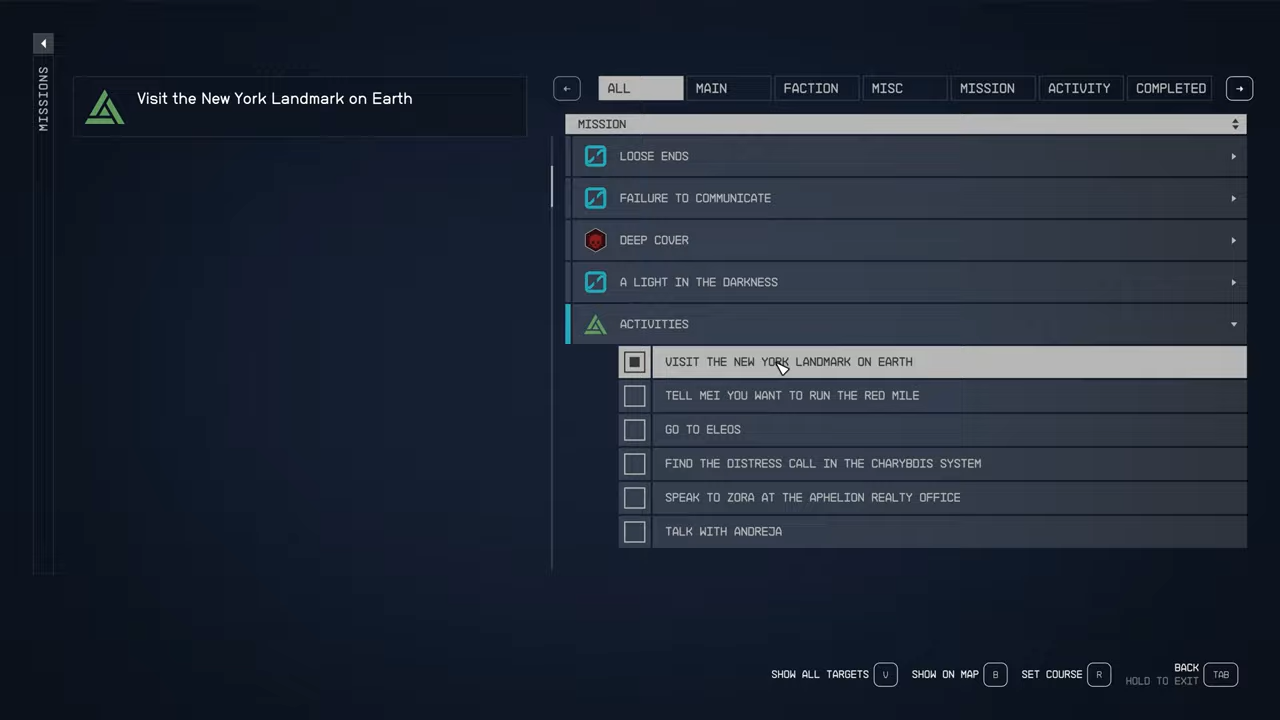 MISSIONS
Visit the New York Landmark on Earth
ALL
MAIN
FACTION
MISC
MISSION
ACTIVITY
COMPLETED
MISSION
LOOSE ENDS
FAILURE TO COMMUNICATE
DEEP COVER
A LIGHT IN THE DARKNESS
ACTIVITIES
VISIT THE NEW YORK LANDMARK ON EARTH
TELL MEI YOU WANT TO RUN THE RED MILE
GO TO ELEOS
FIND THE DISTRESS CALL IN THE CHARYBDIS SYSTEM
SPEAK TO ZORA AT THE APHELION REALTY OFFICE
TALK WITH ANDREJA
SHOW ALL TARGETS V
SHOW ON MAP B
SET COURSE R
BACK
HOLD TO EXIT TAB